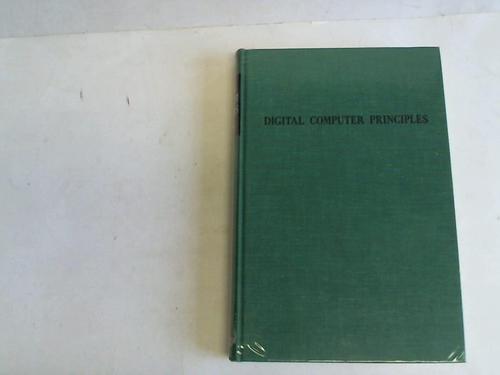 DIGITAL COMPUTER PRINCIPLES